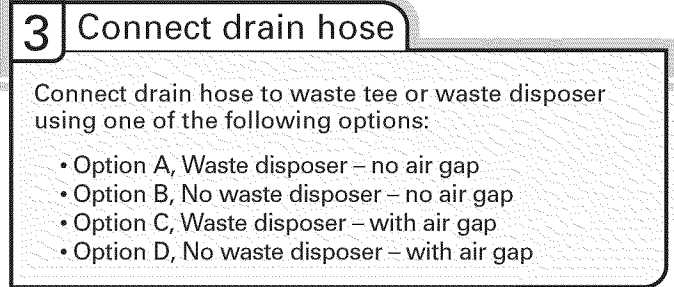 3 Connect drain hose
Connect drain hose to waste tee or waste disposer
using one of the following options:
• Option A, Waste disposer – no air gap
• Option B, No waste disposer – no air gap
• Option C, Waste disposer – with air gap
• Option D, No waste disposer – with air gap